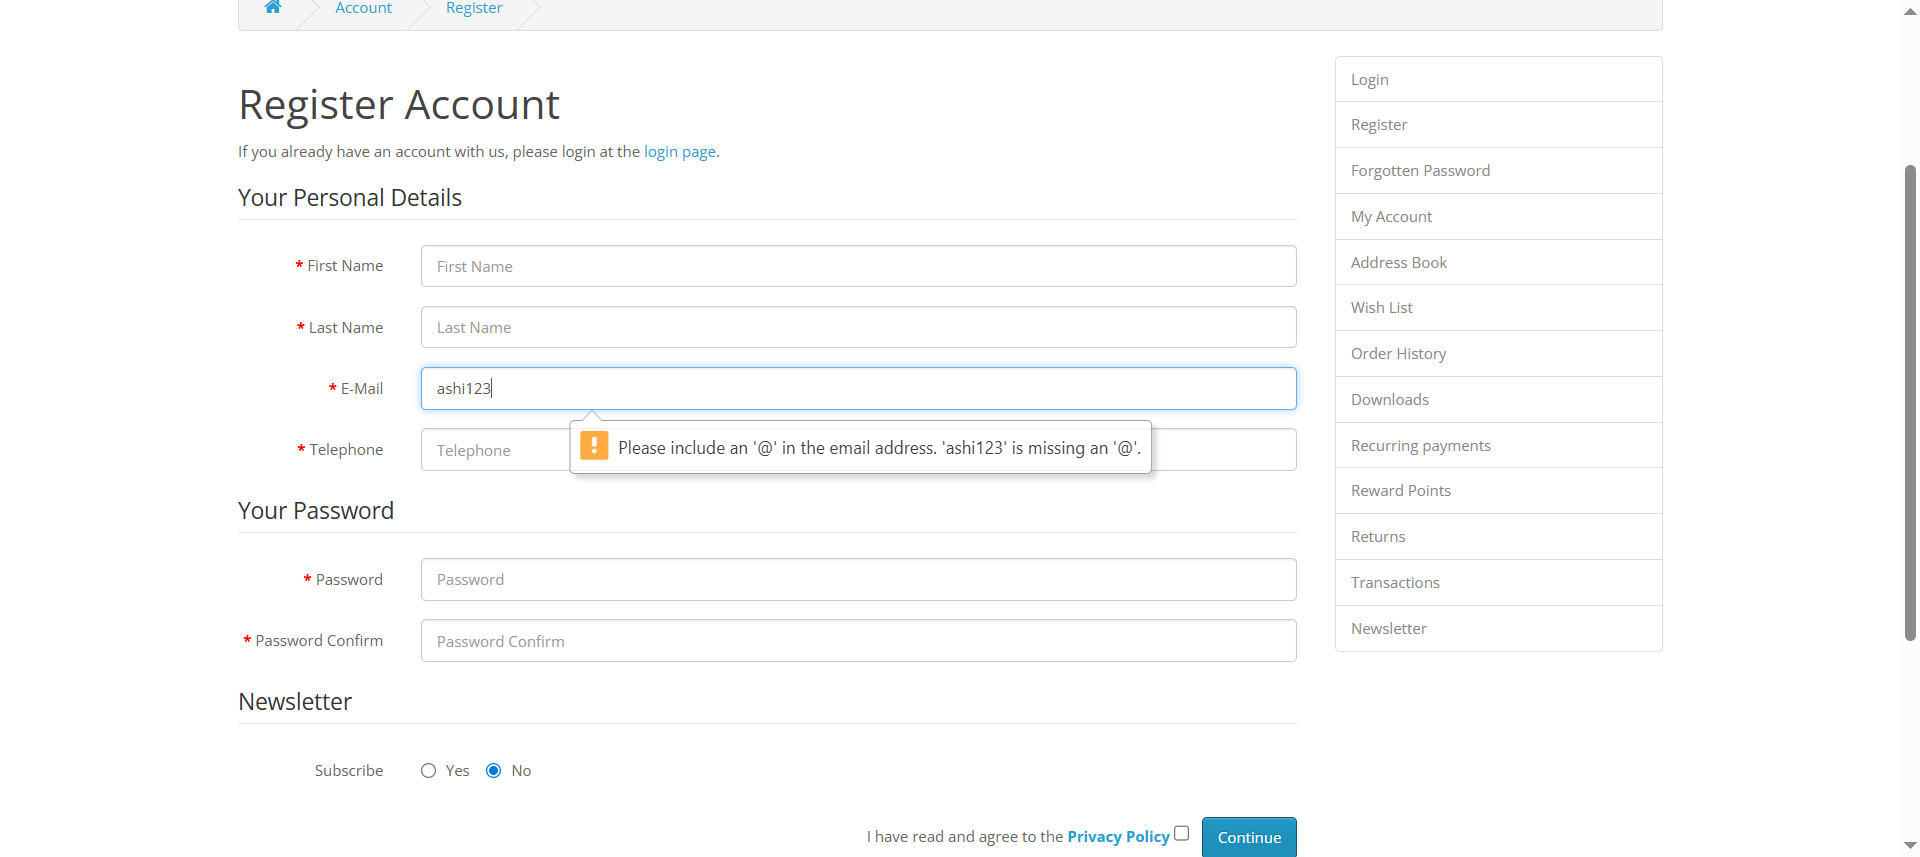 Account
Register
Register Account
If you already have an account with us, please login at the login page.
Your Personal Details
* First Name
First Name
* Last Name
Last Name
* E-Mail
ashi123
* Telephone
Telephone
Please include an '@' in the email address. 'ashi123' is missing an '@'.
Your Password
* Password
Password
* Password Confirm
Password Confirm
Newsletter
Subscribe
Yes
No
I have read and agree to the Privacy Policy
Continue
Login
Register
Forgotten Password
My Account
Address Book
Wish List
Order History
Downloads
Recurring payments
Reward Points
Returns
Transactions
Newsletter